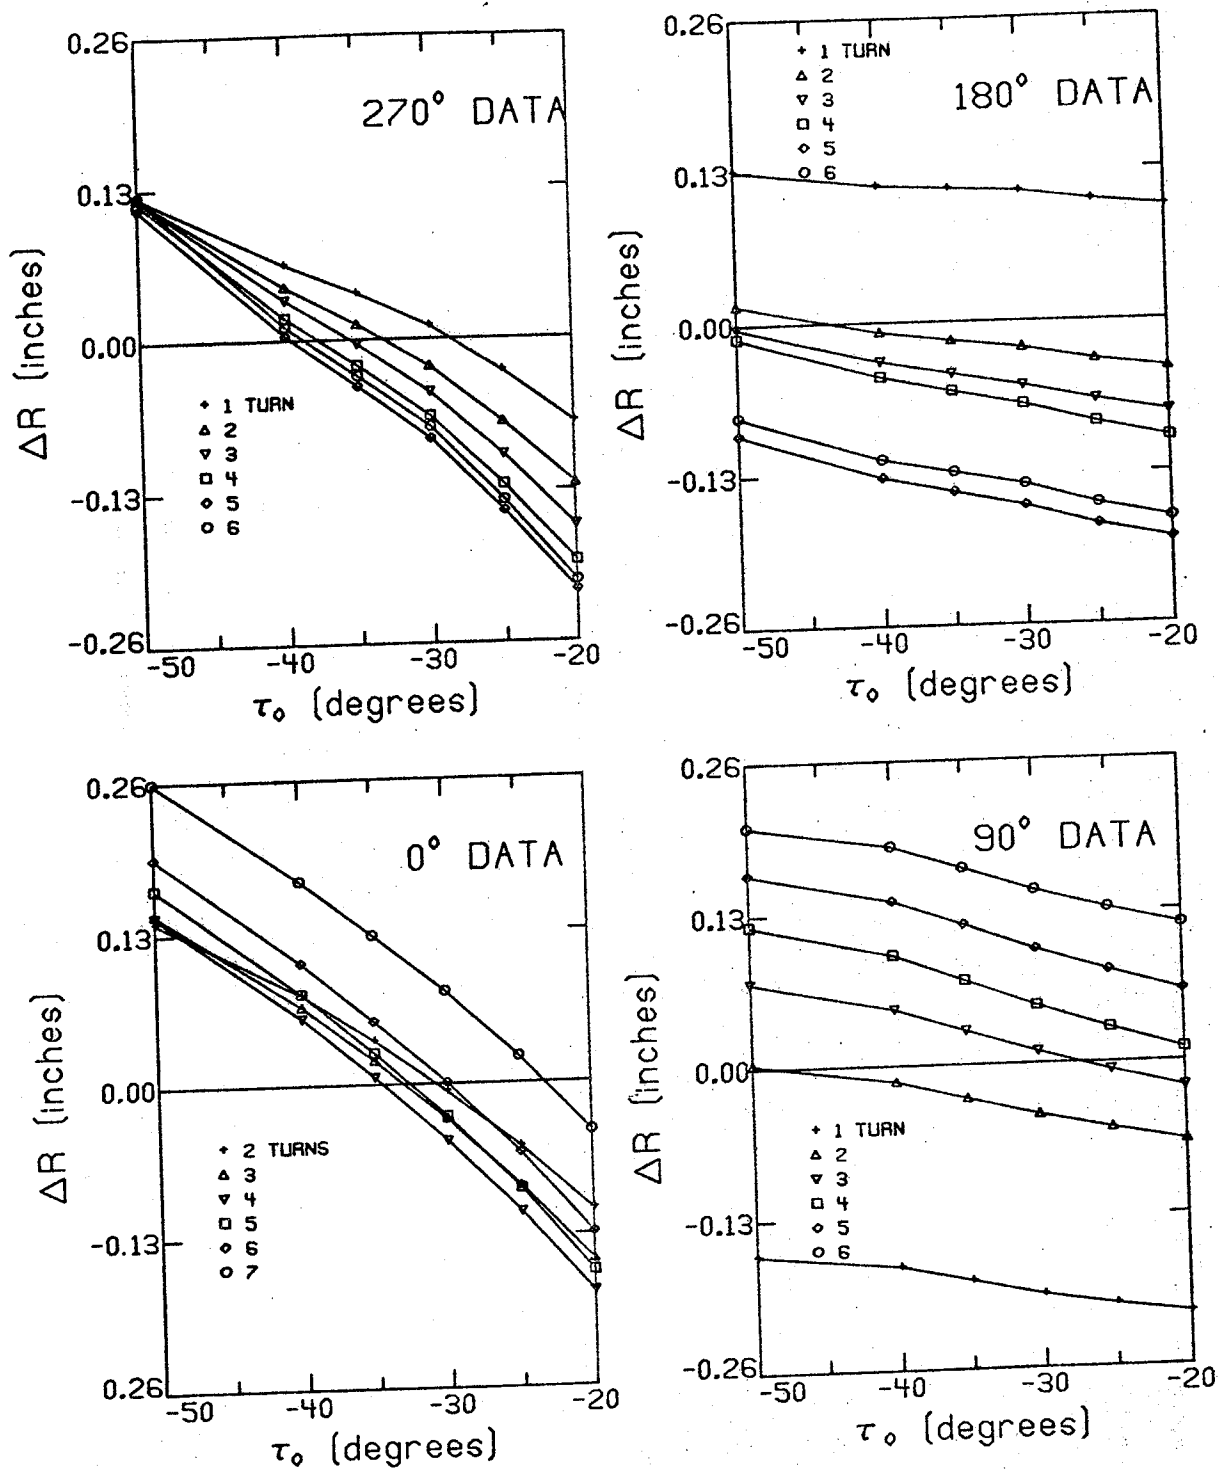 0.26
0.13
0.00
-0.13
-0.26
ΔR (inches)
270° DATA
+ 1 TURN
△ 2
▽ 3
□ 4
◇ 5
○ 6
-50 -40 -30 -20
τ₀ (degrees)
0.26
0.13
0.00
-0.13
-0.26
ΔR (inches)
+ 1 TURN
△ 2
▽ 3
□ 4
◇ 5
○ 6
180° DATA
-50 -40 -30 -20
τ₀ (degrees)
0.26
0.13
0.00
-0.13
0.26
ΔR (inches)
0° DATA
+ 2 TURNS
△ 3
▽ 4
□ 5
◇ 6
○ 7
-50 -40 -30 -20
τ₀ (degrees)
0.26
0.13
0.00
-0.13
-0.26
ΔR (inches)
90° DATA
+ 1 TURN
△ 2
▽ 3
□ 4
◇ 5
○ 6
-50 -40 -30 -20
τ₀ (degrees)